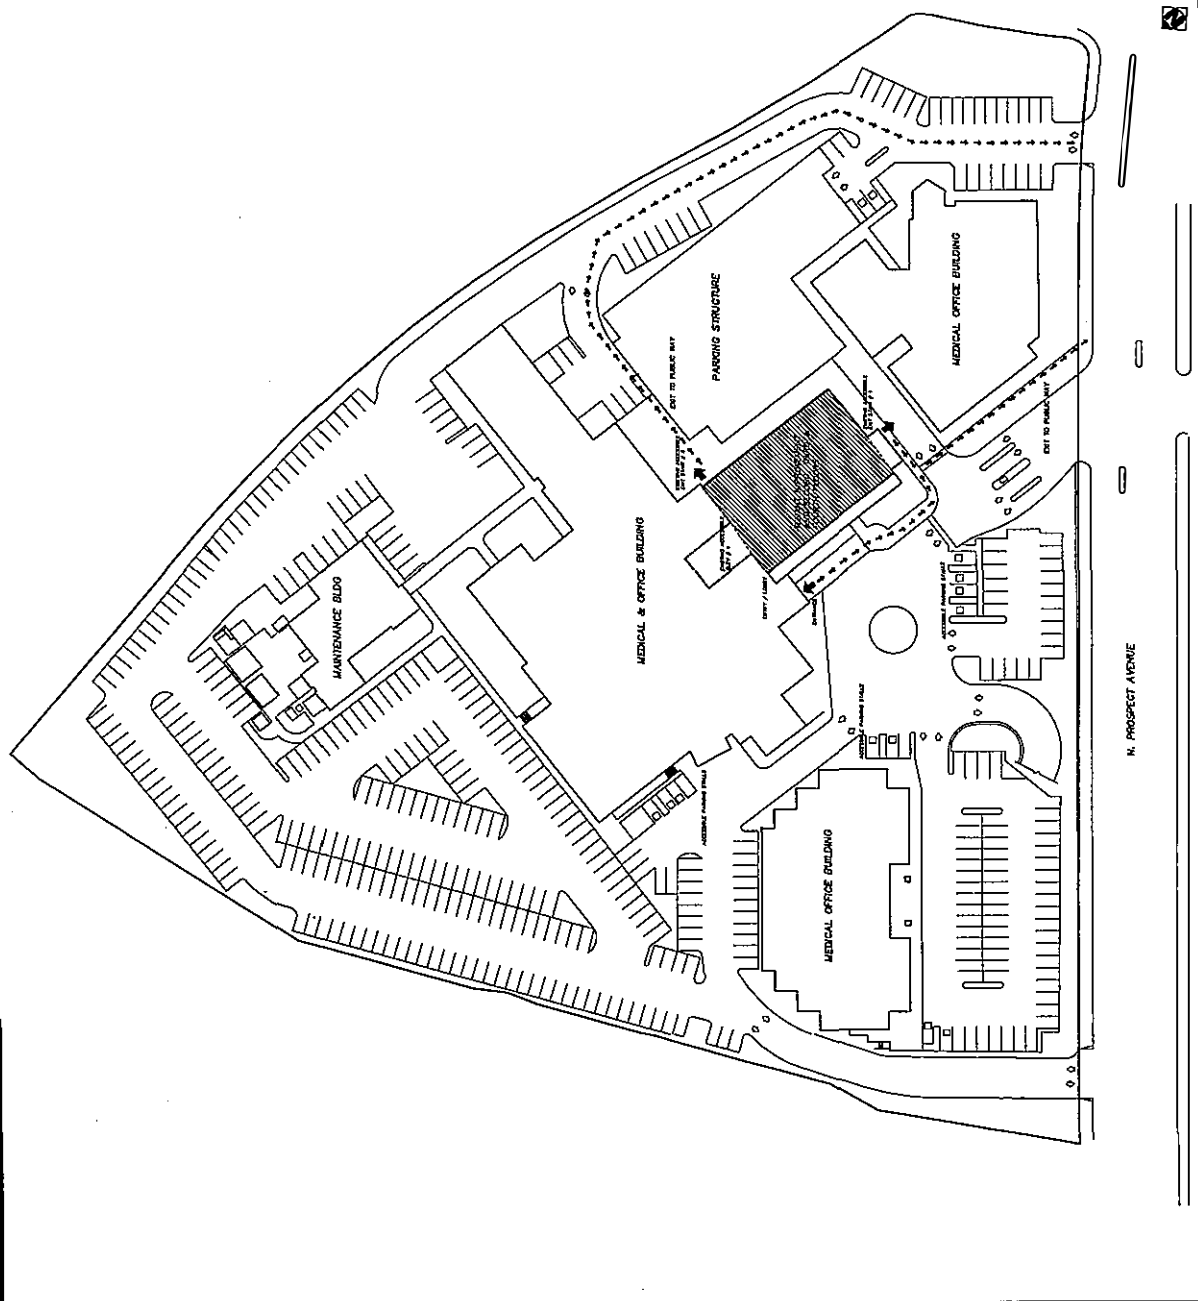 MEDICAL OFFICE BUILDING
PARKING STRUCTURE
EXIT TO PUBLIC WAY
EXIT TO PUBLIC WAY
MEDICAL & OFFICE BUILDING
MAINTENANCE BLDG
ENTRY / LOBBY
ENTRANCE
ACCESSIBLE PARKING STALLS
ACCESSIBLE PARKING STALLS
ACCESSIBLE PARKING STALLS
MEDICAL OFFICE BUILDING
N. PROSPECT AVENUE